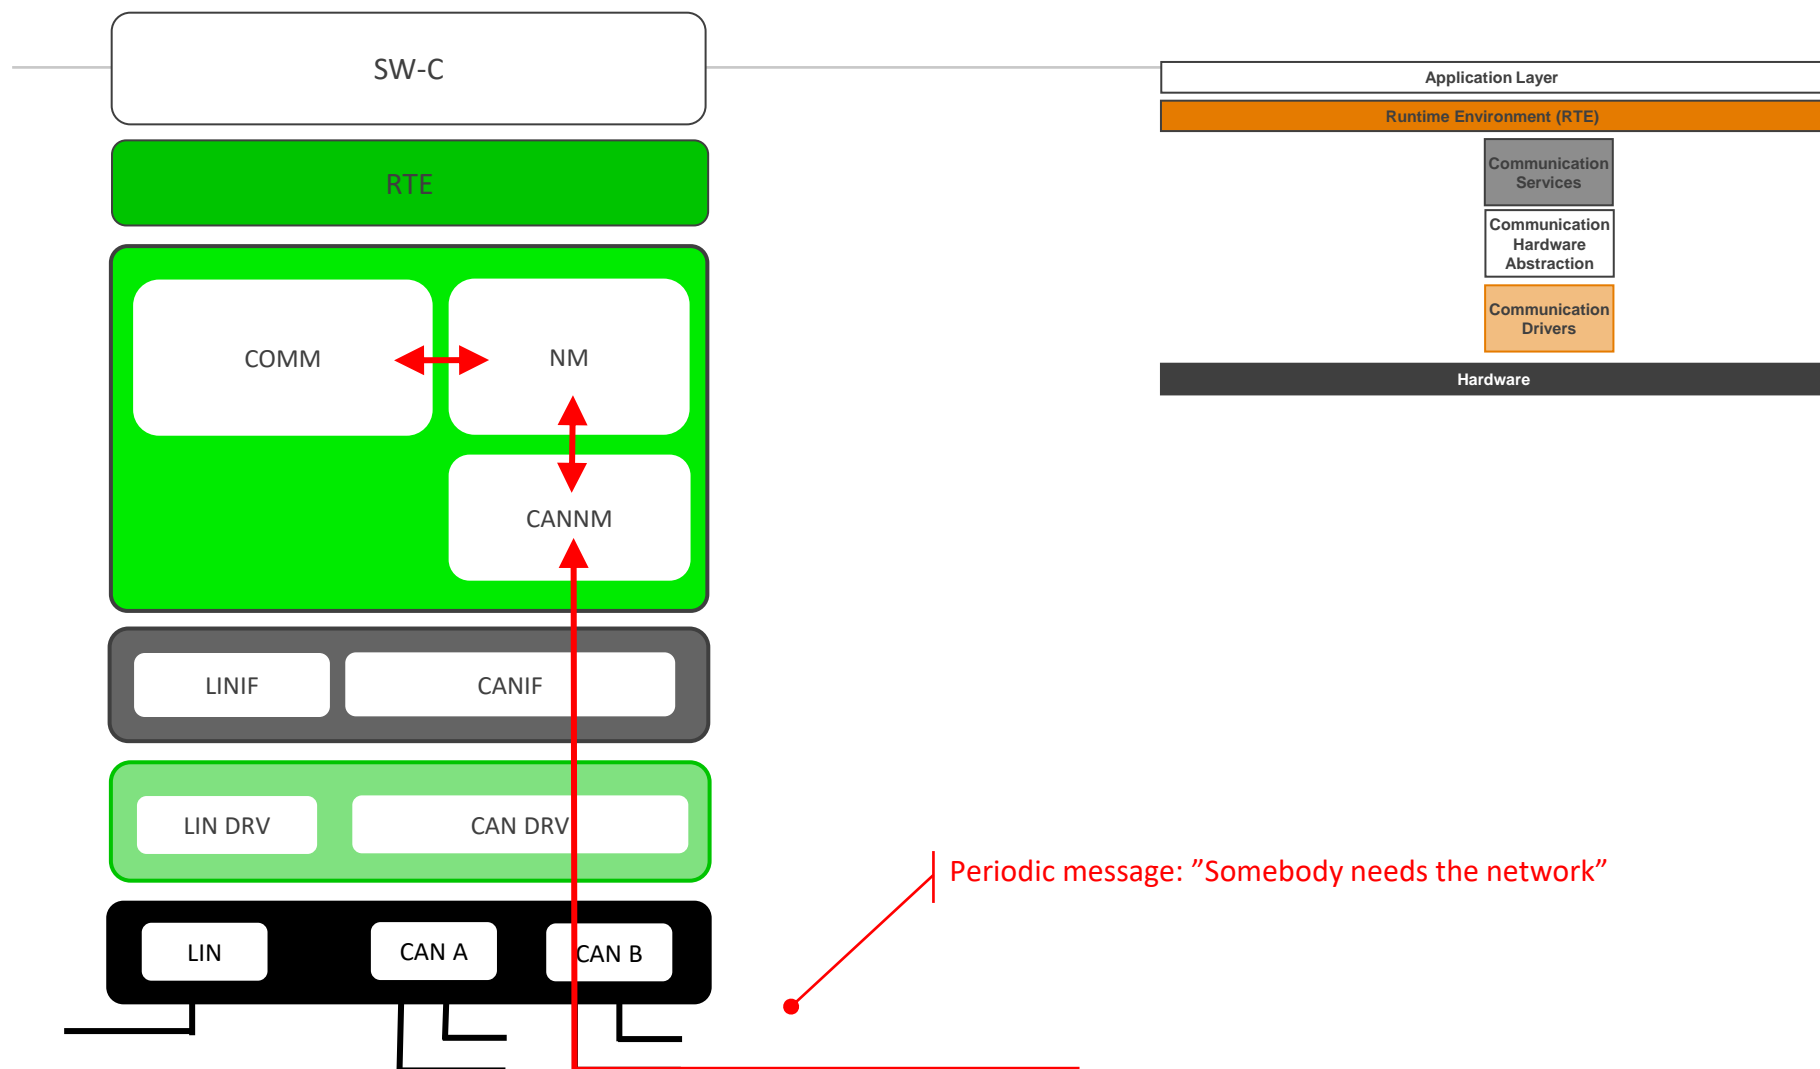 SW-C
RTE
COMM
NM
CANNM
LINIF
CANIF
LIN DRV
CAN DRV
LIN
CAN A
CAN B
Periodic message: ”Somebody needs the network”
Application Layer
Runtime Environment (RTE)
Communication
Services
Communication
Hardware
Abstraction
Communication
Drivers
Hardware